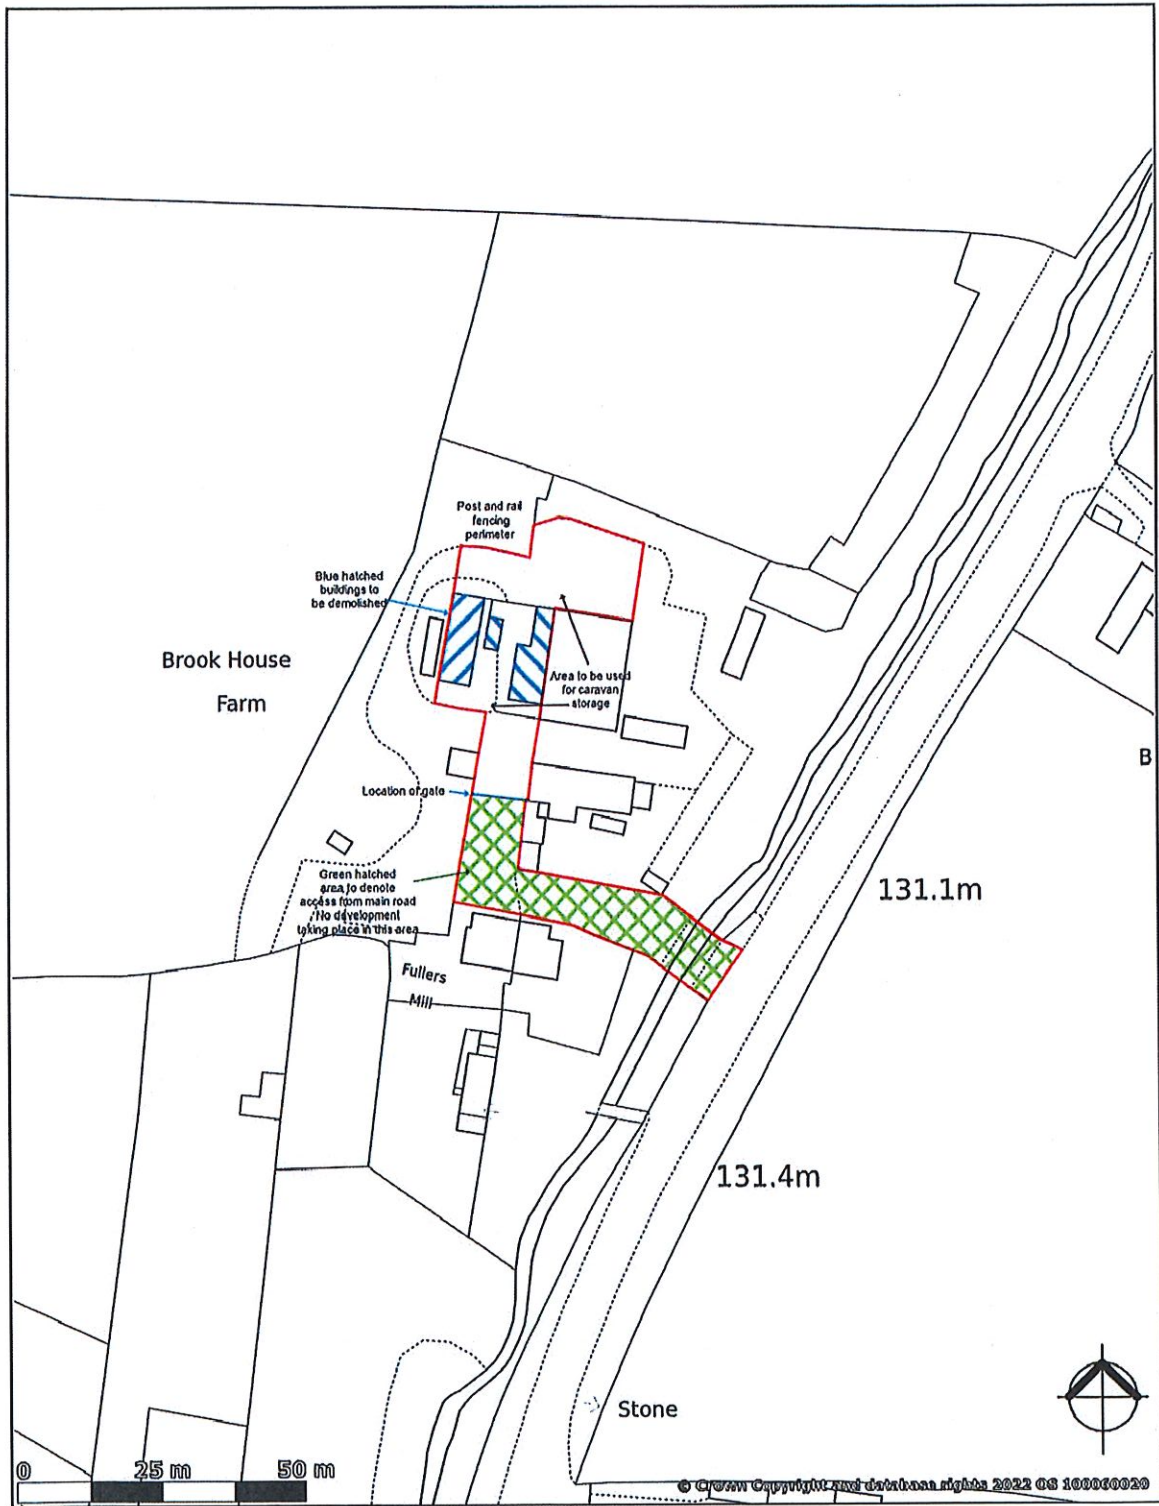 Post and rail
fencing
perimeter
Blue hatched
buildings to
be demolished
Brook House
Farm
Area to be used
for caravan
storage
B
Location of gate
Green hatched
area to denote
access from main road
No development
taking place in this area
131.1m
Fullers
Mill
131.4m
Stone
0 25 m 50 m
© Crown Copyright and database rights 2022 OS 100060020